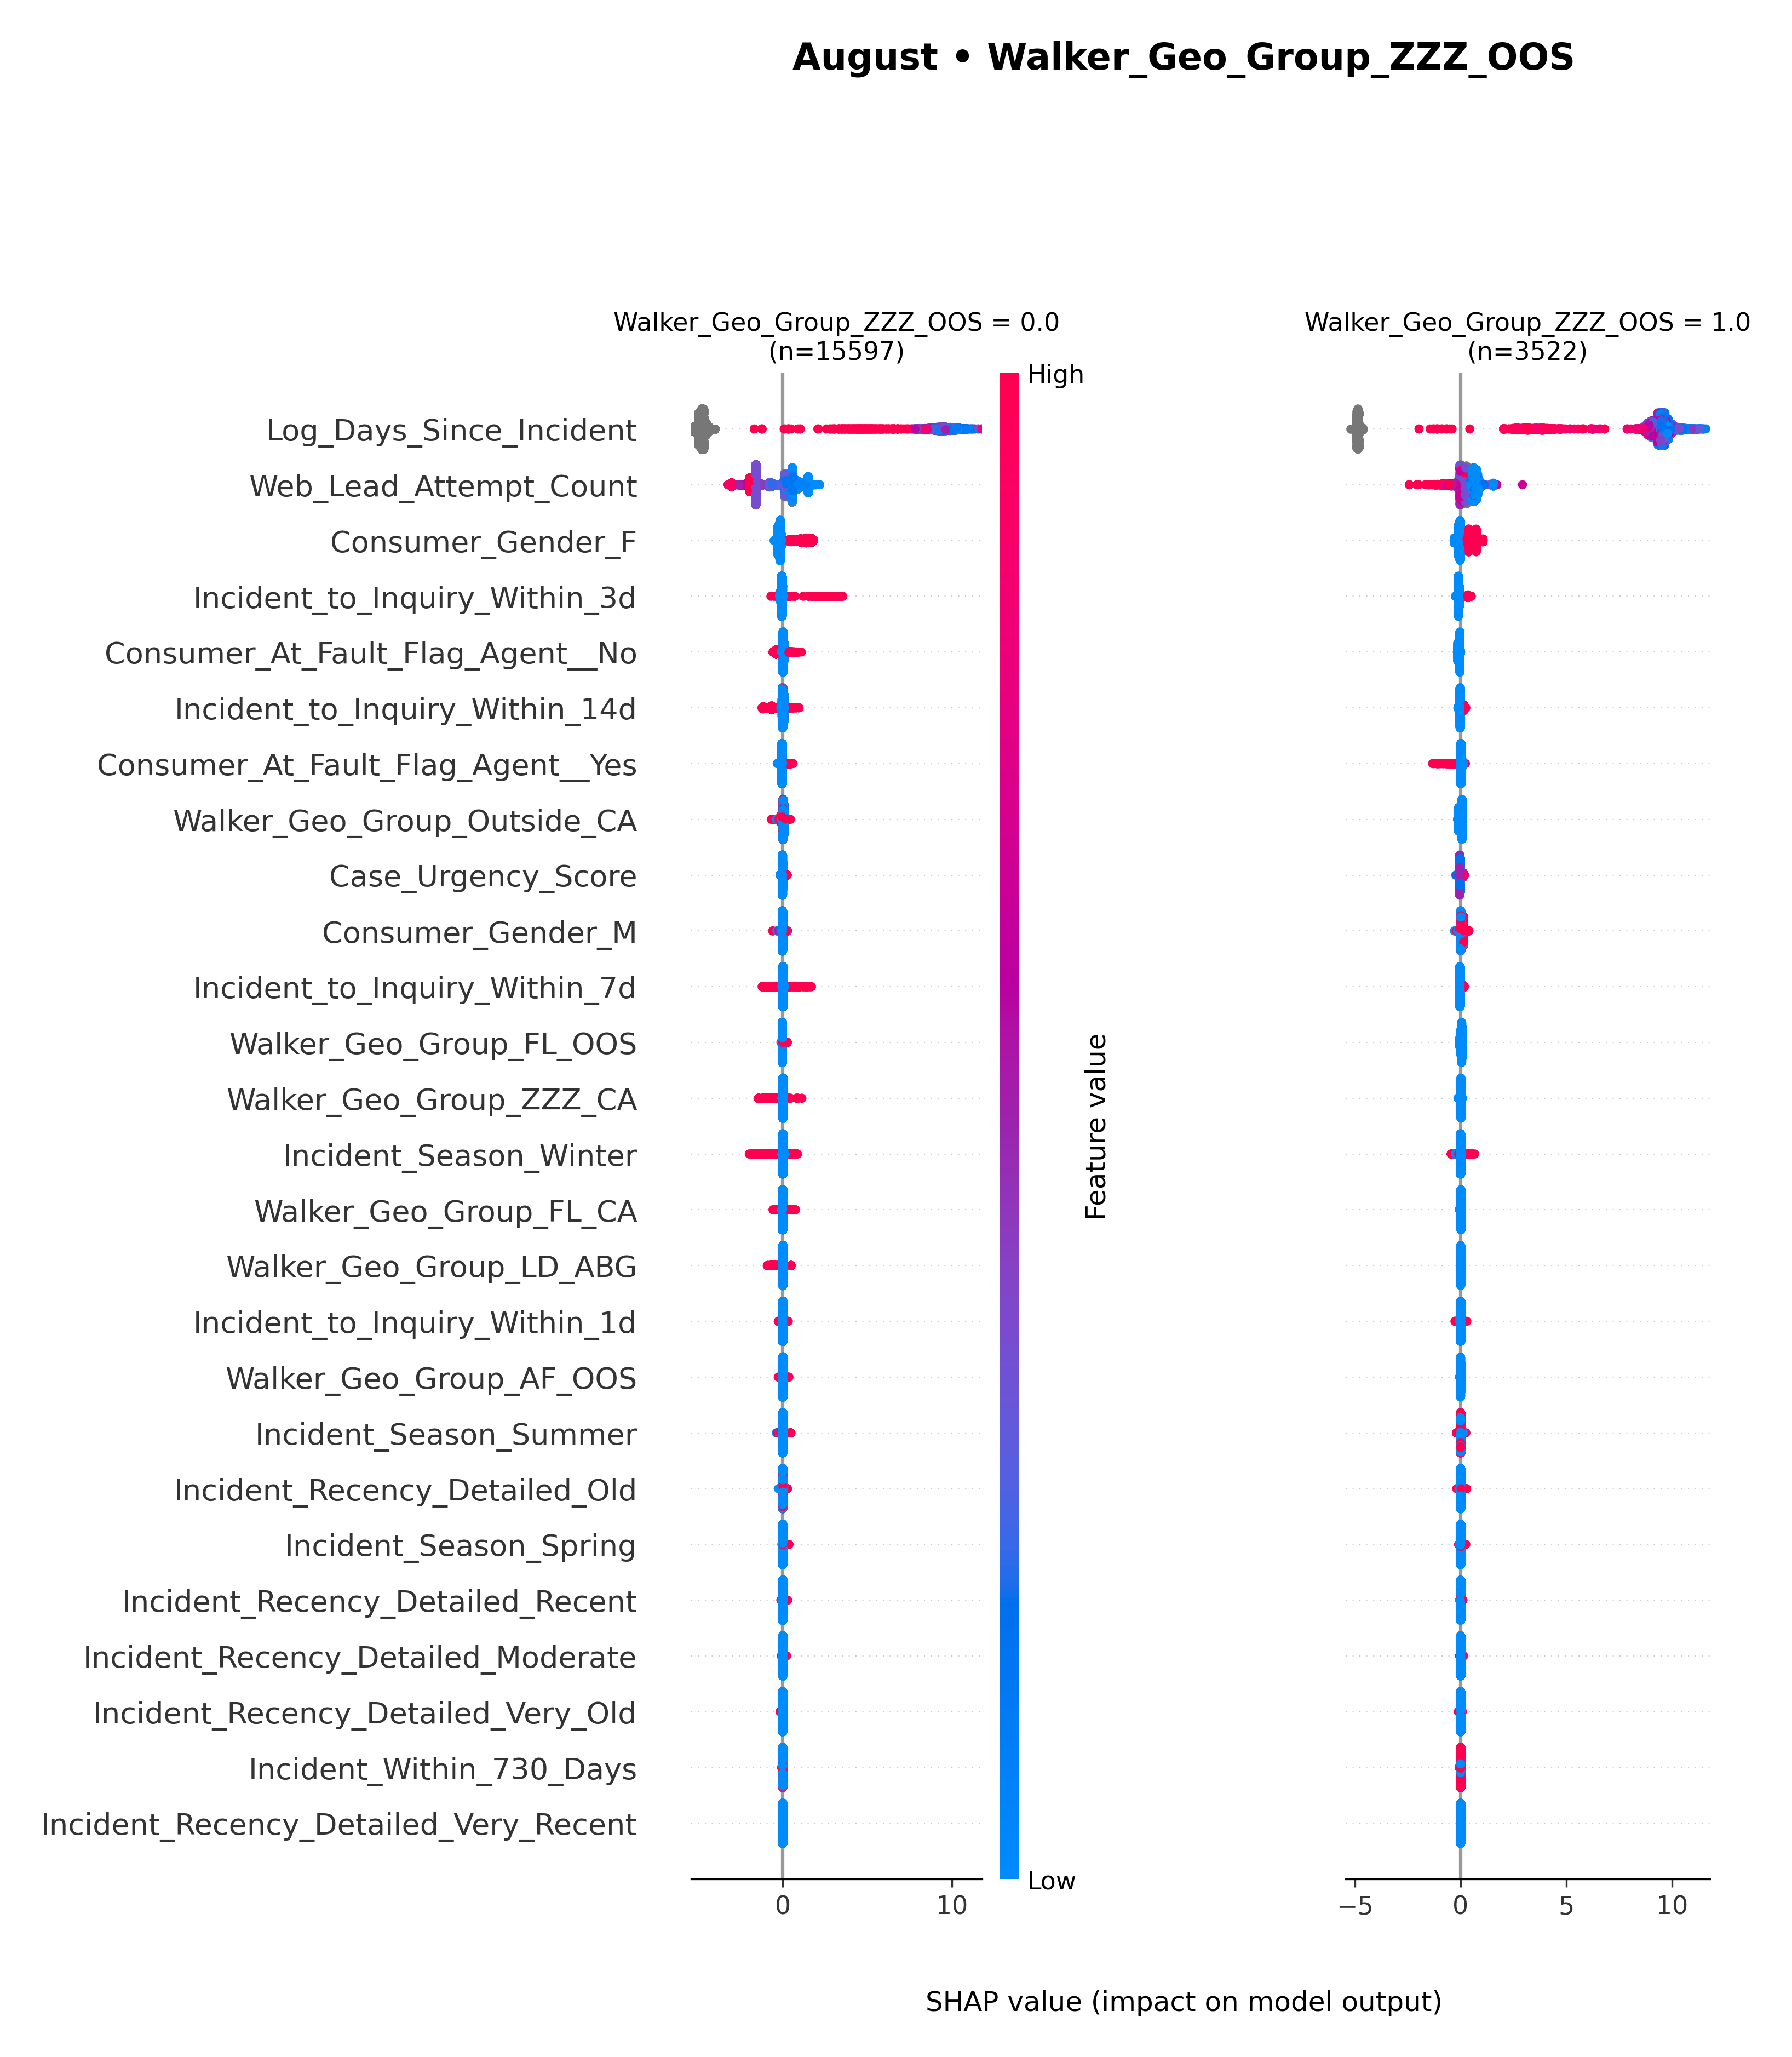 August • Walker_Geo_Group_ZZZ_OOS
Walker_Geo_Group_ZZZ_OOS = 0.0
(n=15597)
Walker_Geo_Group_ZZZ_OOS = 1.0
(n=3522)
High
Log_Days_Since_Incident
Web_Lead_Attempt_Count
Consumer_Gender_F
Incident_to_Inquiry_Within_3d
Consumer_At_Fault_Flag_Agent__No
Incident_to_Inquiry_Within_14d
Consumer_At_Fault_Flag_Agent__Yes
Walker_Geo_Group_Outside_CA
Case_Urgency_Score
Consumer_Gender_M
Incident_to_Inquiry_Within_7d
Walker_Geo_Group_FL_OOS
Walker_Geo_Group_ZZZ_CA
Incident_Season_Winter
Walker_Geo_Group_FL_CA
Walker_Geo_Group_LD_ABG
Incident_to_Inquiry_Within_1d
Walker_Geo_Group_AF_OOS
Incident_Season_Summer
Incident_Recency_Detailed_Old
Incident_Season_Spring
Incident_Recency_Detailed_Recent
Incident_Recency_Detailed_Moderate
Incident_Recency_Detailed_Very_Old
Incident_Within_730_Days
Incident_Recency_Detailed_Very_Recent
Feature value
Low
0 10
−5 0 5 10
SHAP value (impact on model output)